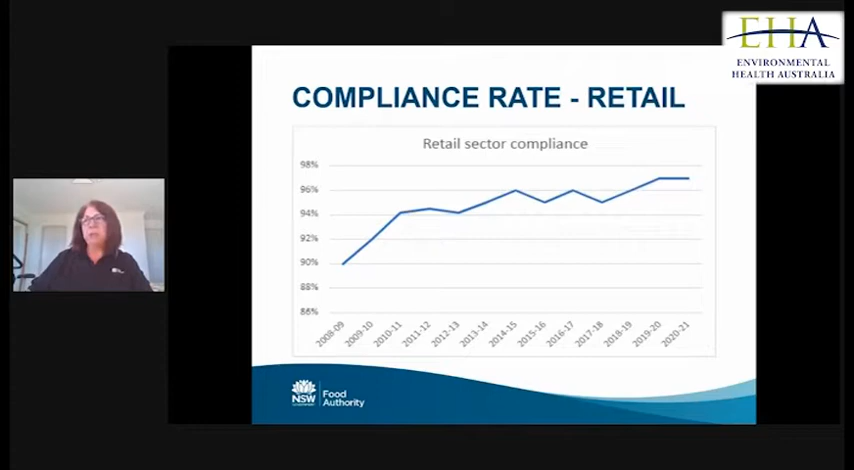 EHA
ENVIRONMENTAL
HEALTH AUSTRALIA
COMPLIANCE RATE - RETAIL
Retail sector compliance
98%
96%
94%
92%
90%
88%
86%
2008-09
2009-10
2010-11
2011-12
2012-13
2013-14
2014-15
2015-16
2016-17
2017-18
2018-19
2019-20
2020-21
NSW
Food
Authority